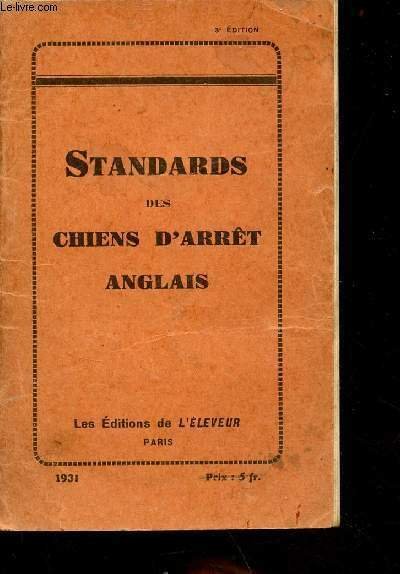 Le-livre.com
3e ÉDITION
STANDARDS
DES
CHIENS D'ARRÊT
ANGLAIS
Les Éditions de L'ÉLEVEUR
PARIS
1931 Prix : 5 fr.